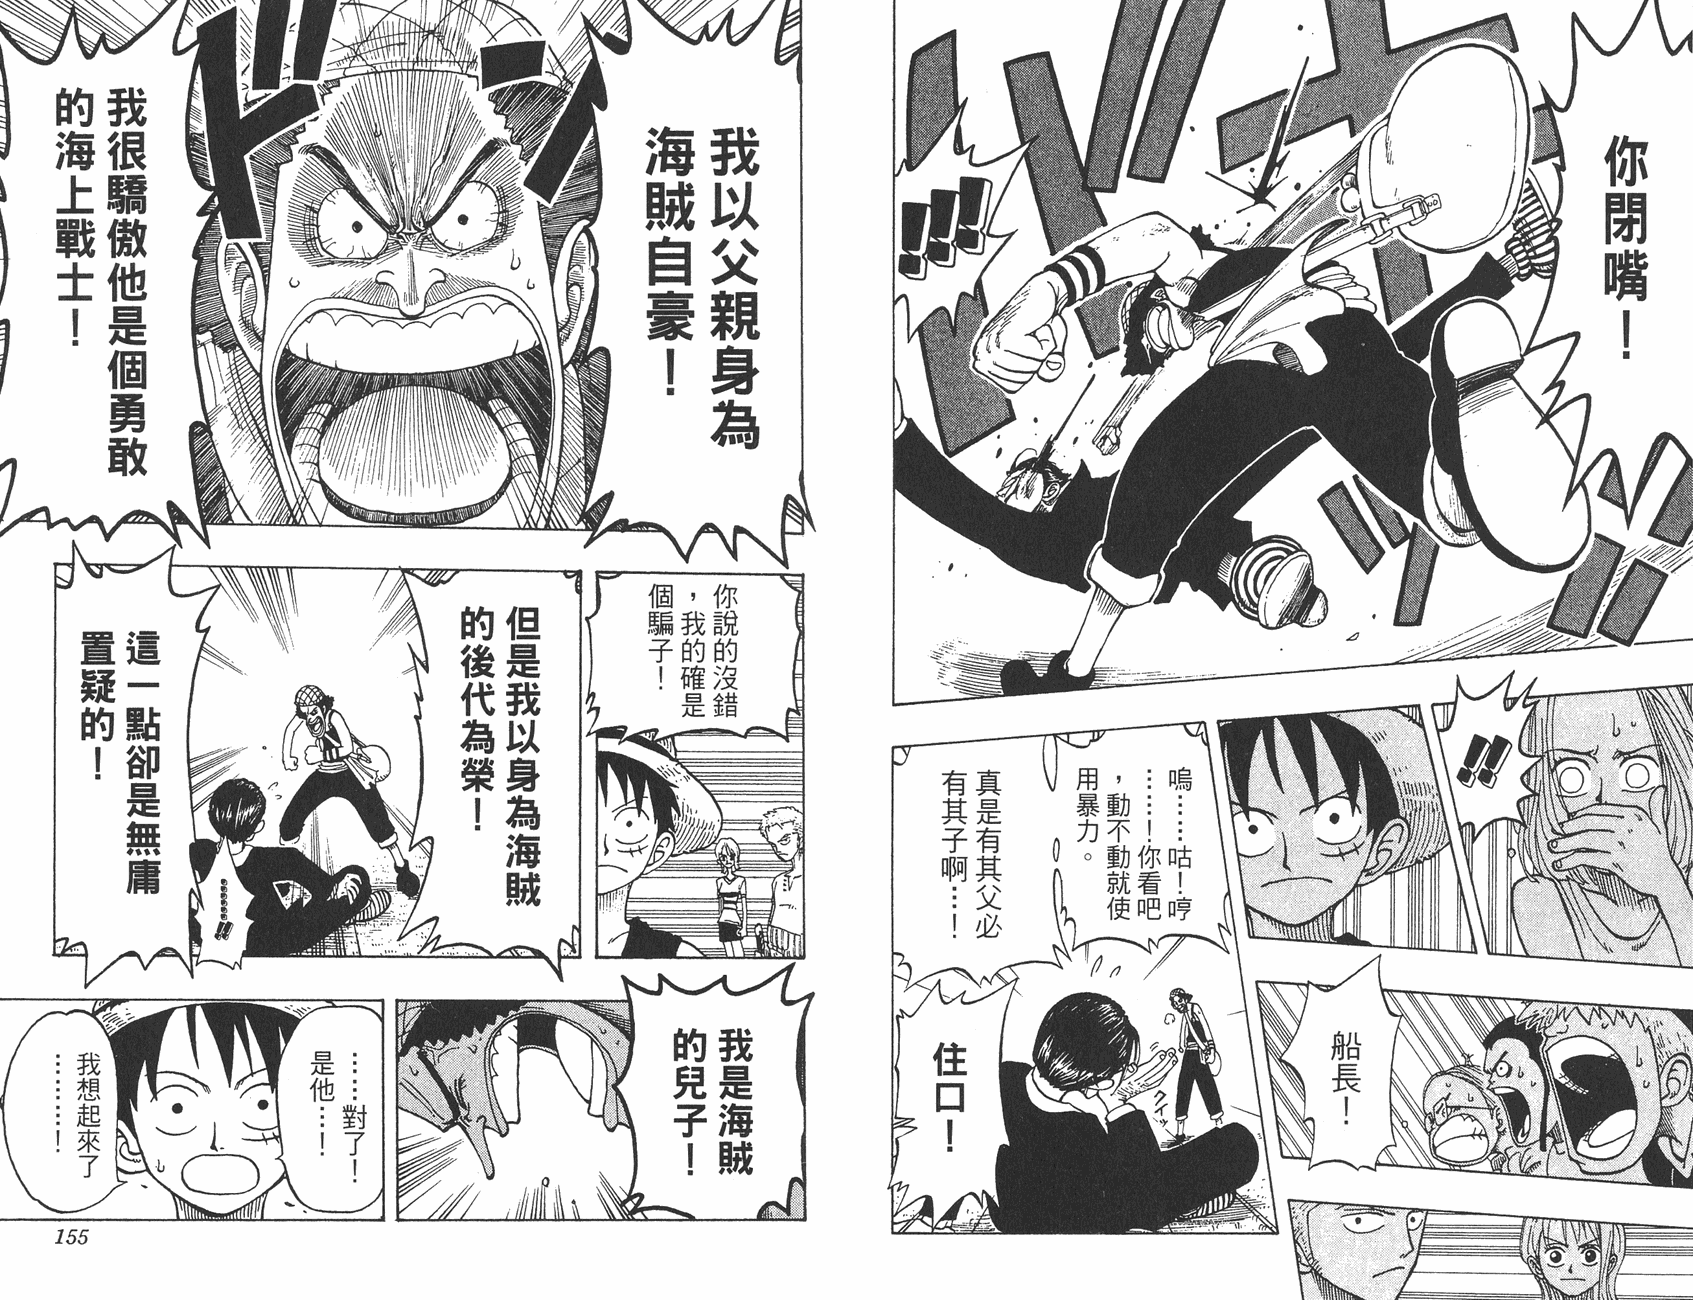 你閉嘴！
!!!
!!
船長！
嗚……咕！哼
……！你看吧
，動不動就使
用暴力。
真是有其父必
有其子啊…！
クイッ
住口！
ドン
我以父親身為
海賊自豪！
我很驕傲他是個勇敢
的海上戰士！
你說的沒錯
，我的確是
個騙子！
但是我以身為海賊
的後代為榮！
這一點卻是無庸
置疑的！
……!!
我是海賊
的兒子！
……對了！
是他…！
我想起來了
………！
155